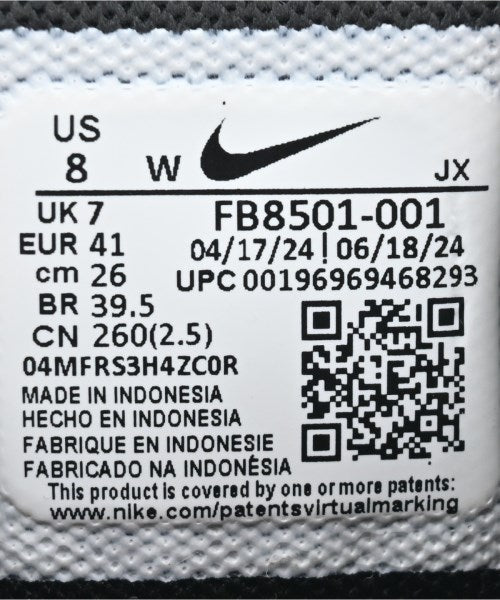 US
8 W JX
UK 7 FB8501-001
EUR 41 04/17/24 | 06/18/24
cm 26 UPC 00196969468293
BR 39.5
CN 260(2.5)
04MFRS3H4ZC0R
MADE IN INDONESIA
HECHO EN INDONESIA
FABRIQUE EN INDONESIE
FABRICADO NA INDONÉSIA
This product is covered by one or more patents:
www.nike.com/patentsvirtualmarking